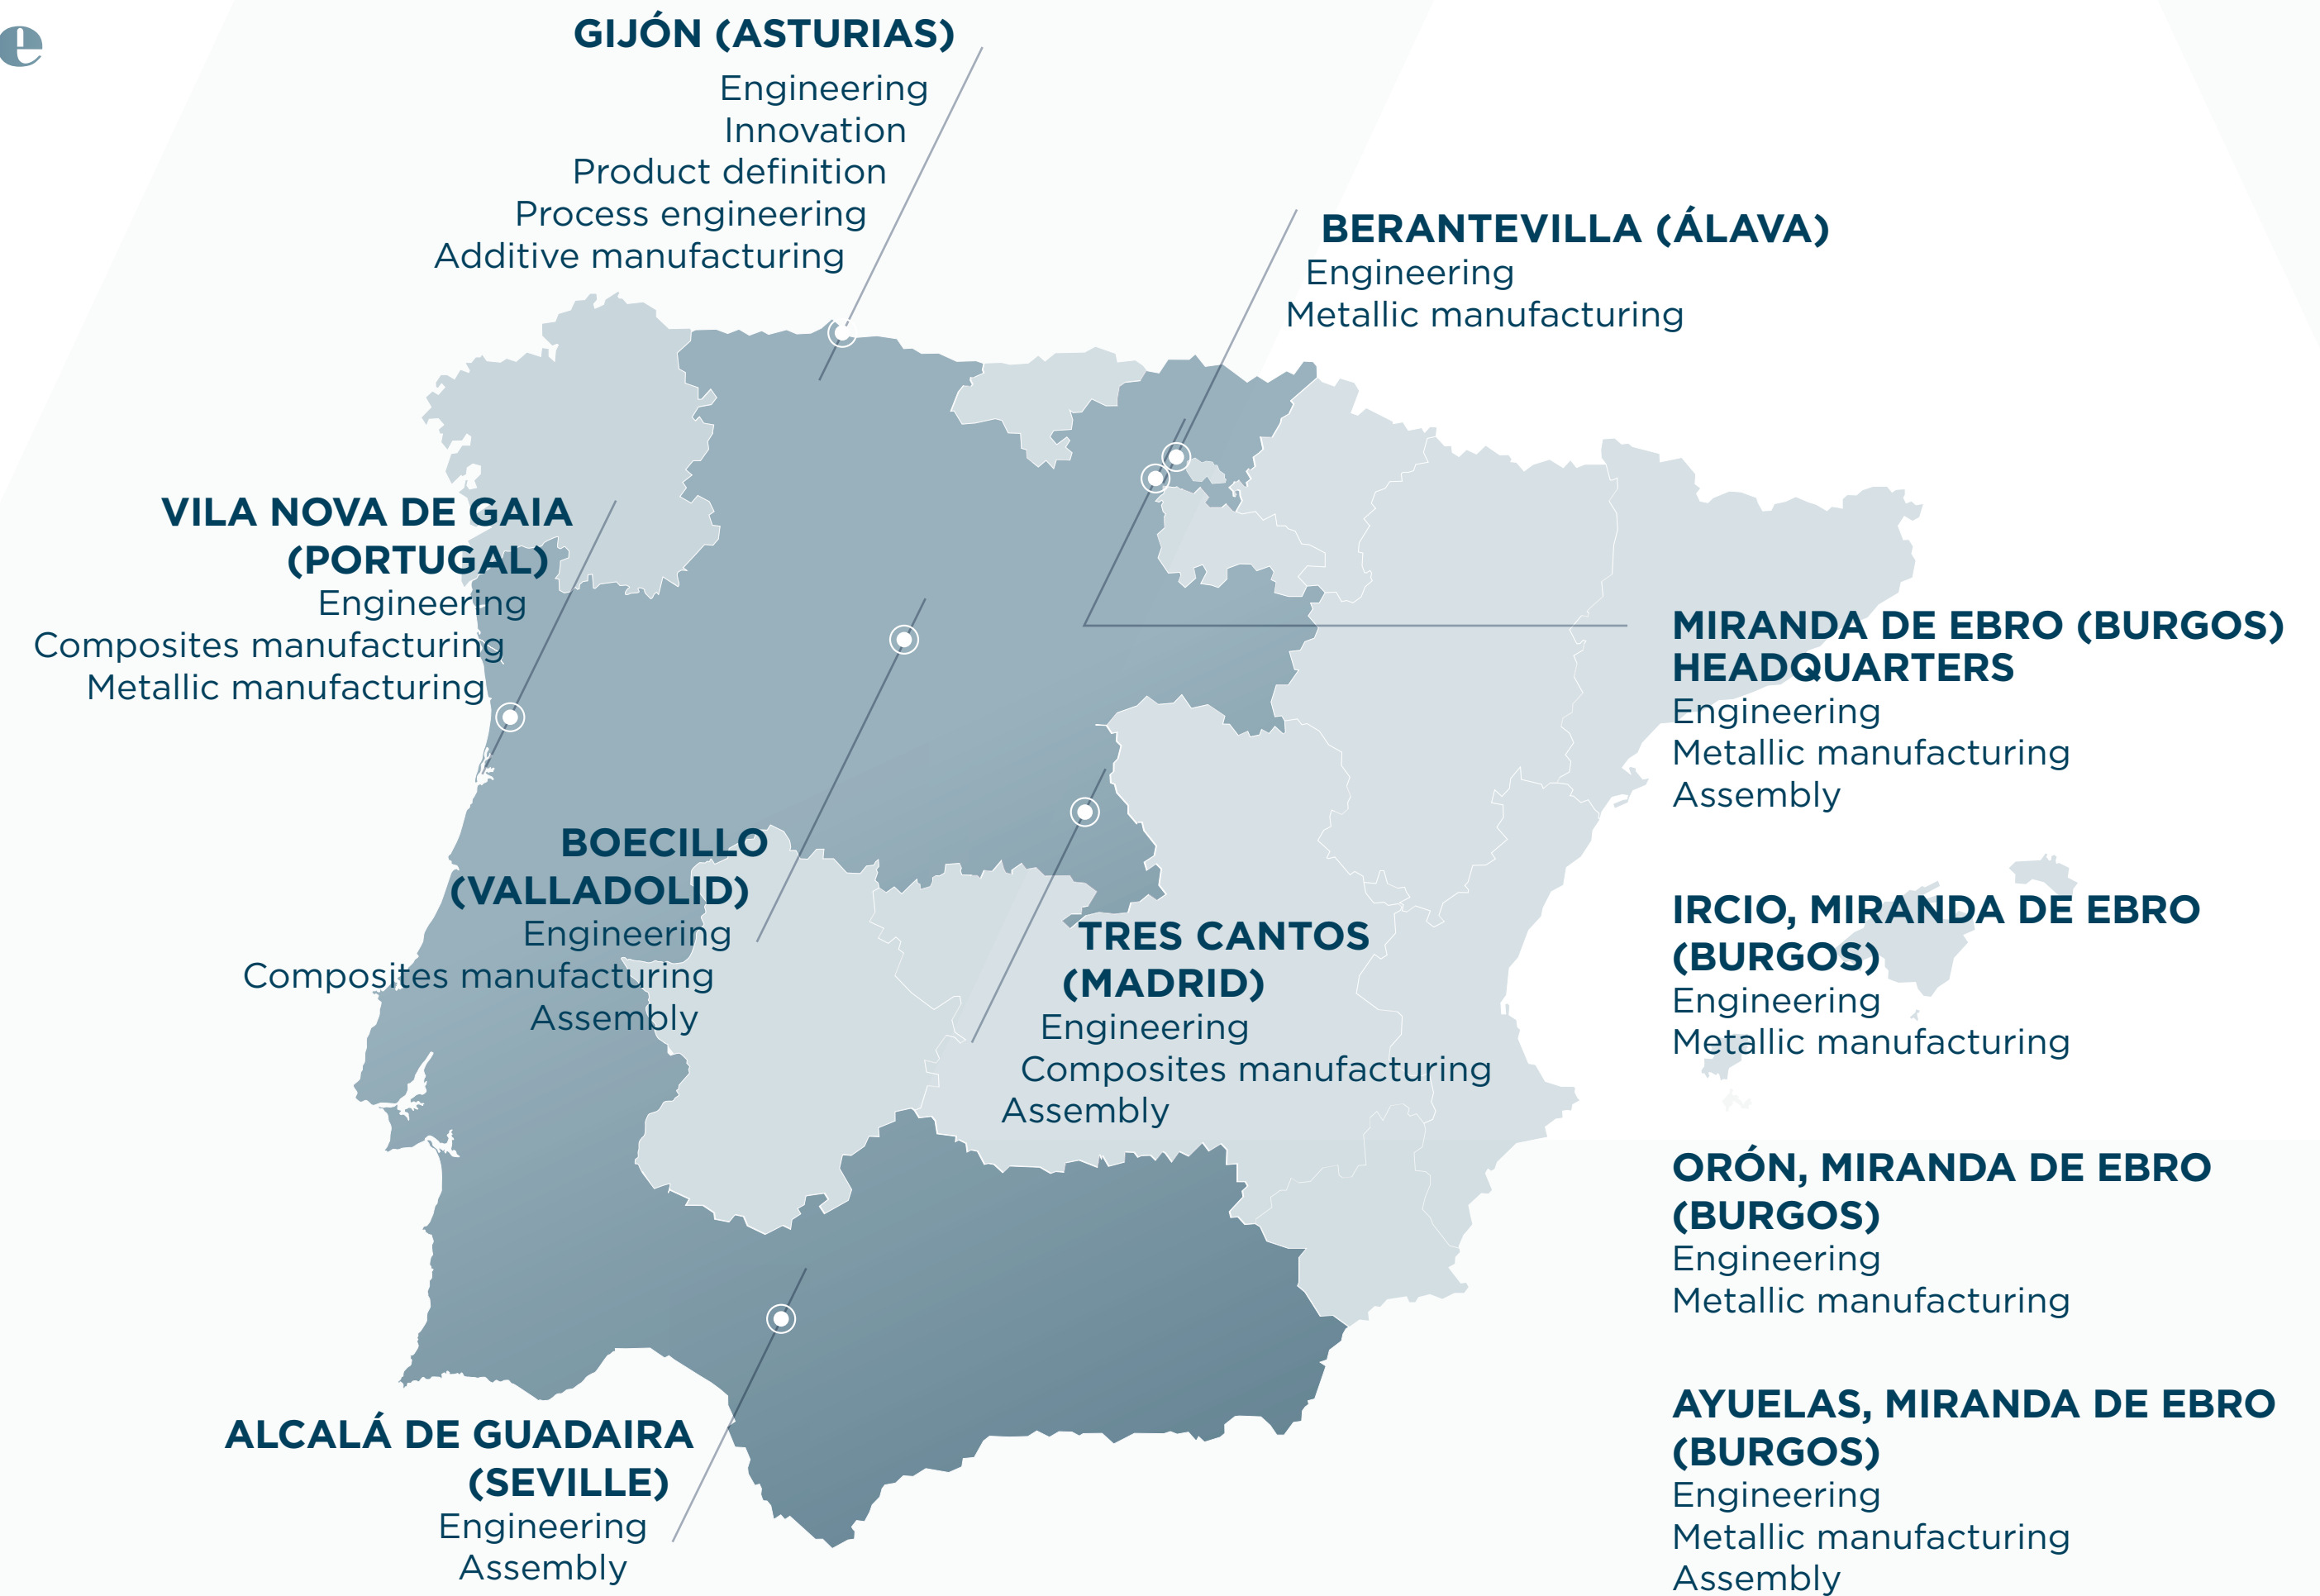 e
GIJÓN (ASTURIAS)
Engineering
Innovation
Product definition
Process engineering
Additive manufacturing
BERANTEVILLA (ÁLAVA)
Engineering
Metallic manufacturing
VILA NOVA DE GAIA
(PORTUGAL)
Engineering
Composites manufacturing
Metallic manufacturing
MIRANDA DE EBRO (BURGOS)
HEADQUARTERS
Engineering
Metallic manufacturing
Assembly
BOECILLO
(VALLADOLID)
Engineering
Composites manufacturing
Assembly
TRES CANTOS
(MADRID)
Engineering
Composites manufacturing
Assembly
IRCIO, MIRANDA DE EBRO
(BURGOS)
Engineering
Metallic manufacturing
ORÓN, MIRANDA DE EBRO
(BURGOS)
Engineering
Metallic manufacturing
ALCALÁ DE GUADAIRA
(SEVILLE)
Engineering
Assembly
AYUELAS, MIRANDA DE EBRO
(BURGOS)
Engineering
Metallic manufacturing
Assembly